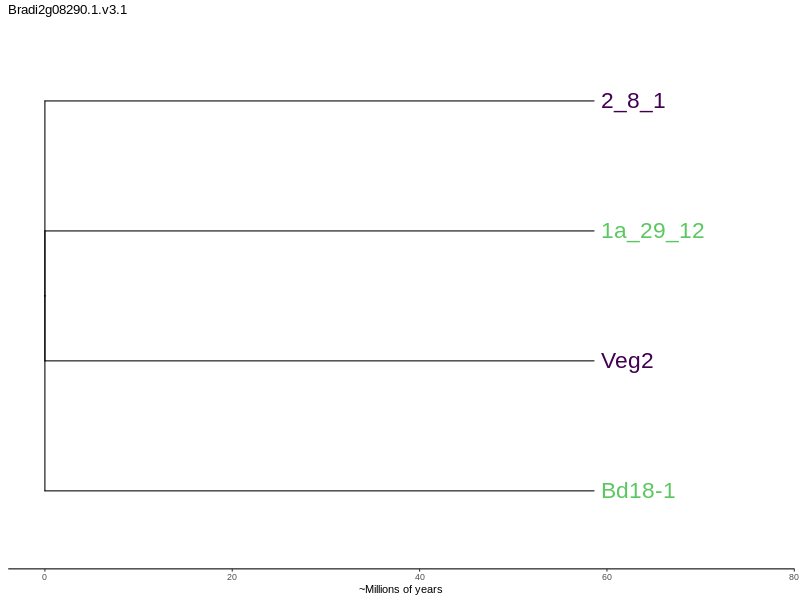 Bradi2g08290.1.v3.1
2_8_1
1a_29_12
Veg2
Bd18-1
0 20 40 60 80
~Millions of years